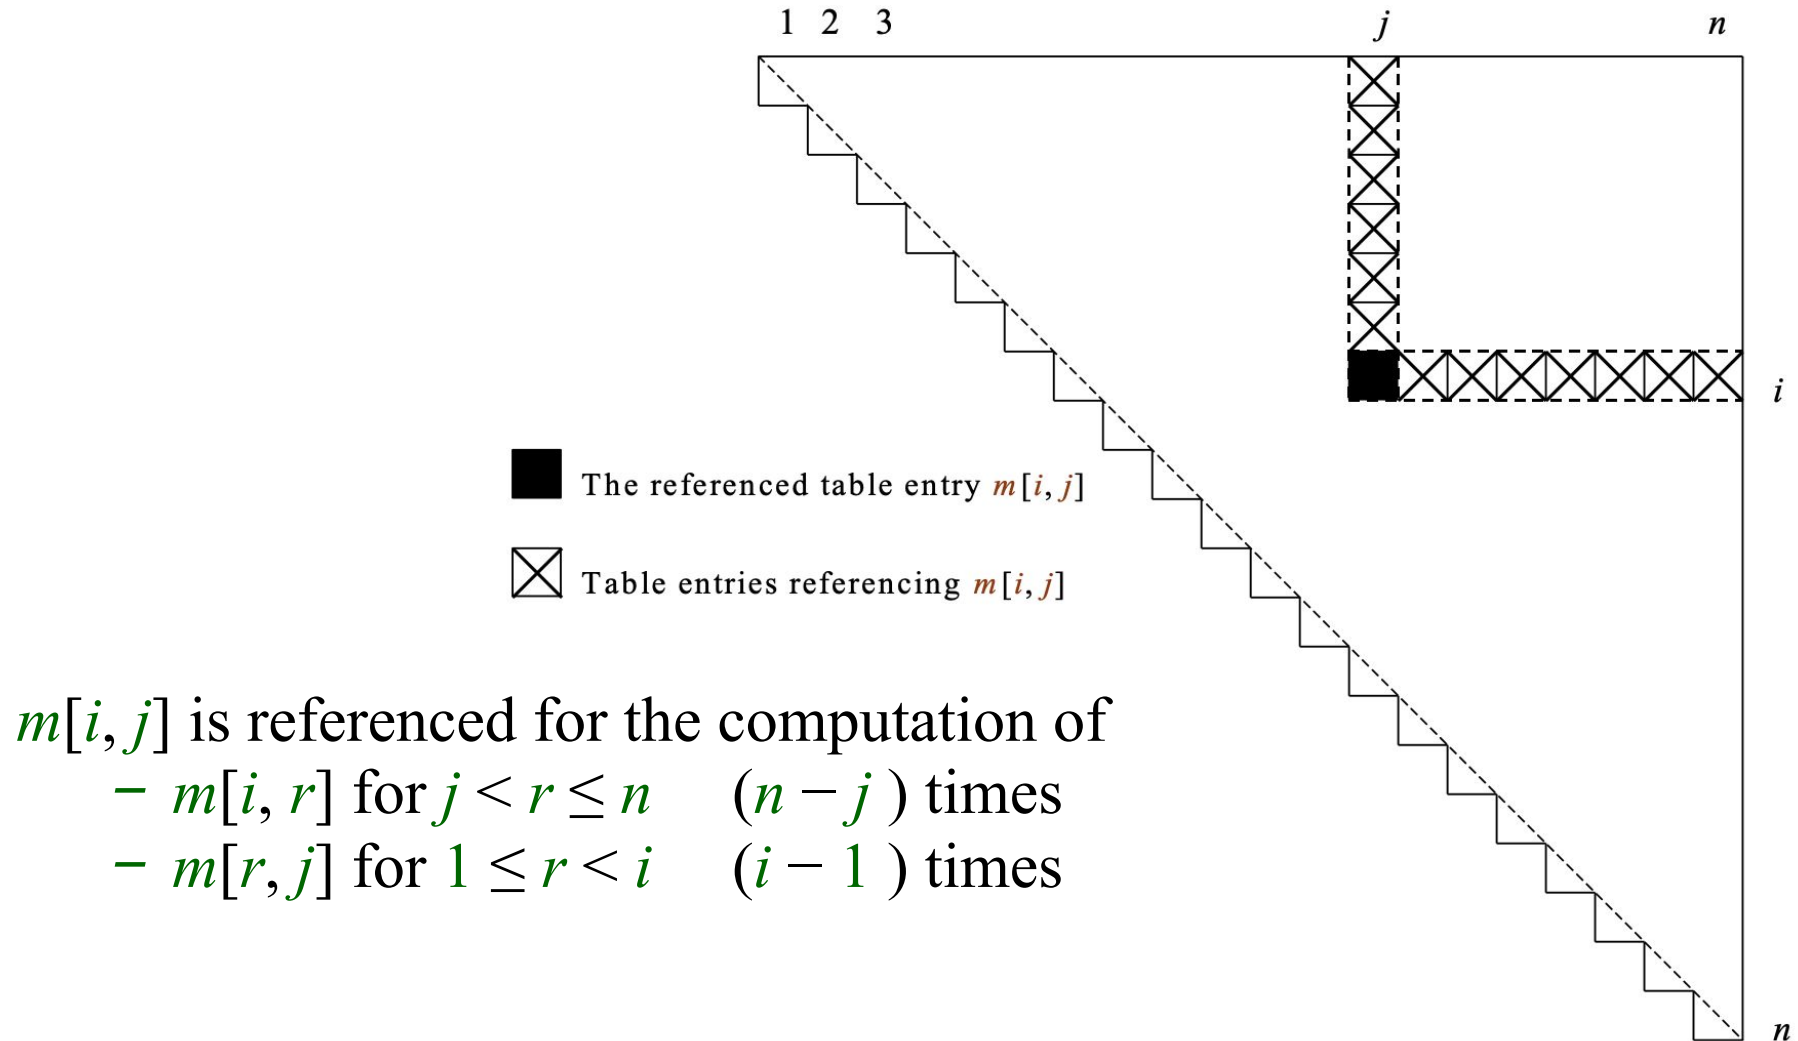 1 2 3 j n
i
The referenced table entry m[i, j]
Table entries referencing m[i, j]
m[i, j] is referenced for the computation of
− m[i, r] for j < r ≤ n (n − j ) times
− m[r, j] for 1 ≤ r < i (i − 1 ) times
n